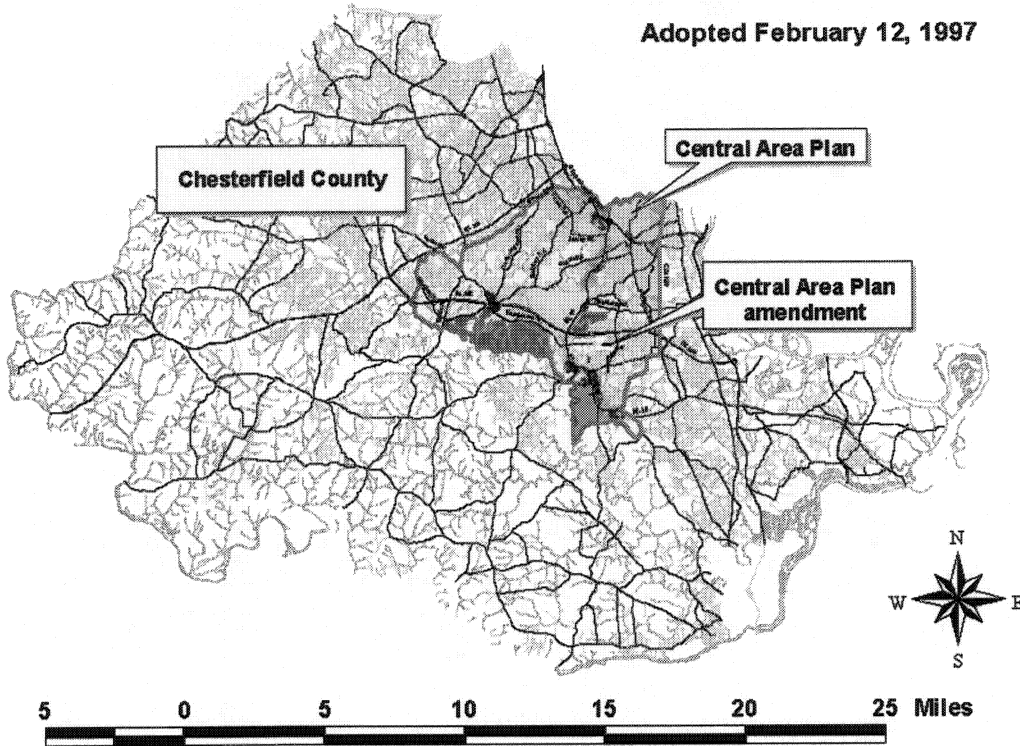 Adopted February 12, 1997
Central Area Plan
Chesterfield County
Central Area Plan
amendment
N
W
E
S
5 0 5 10 15 20 25 Miles